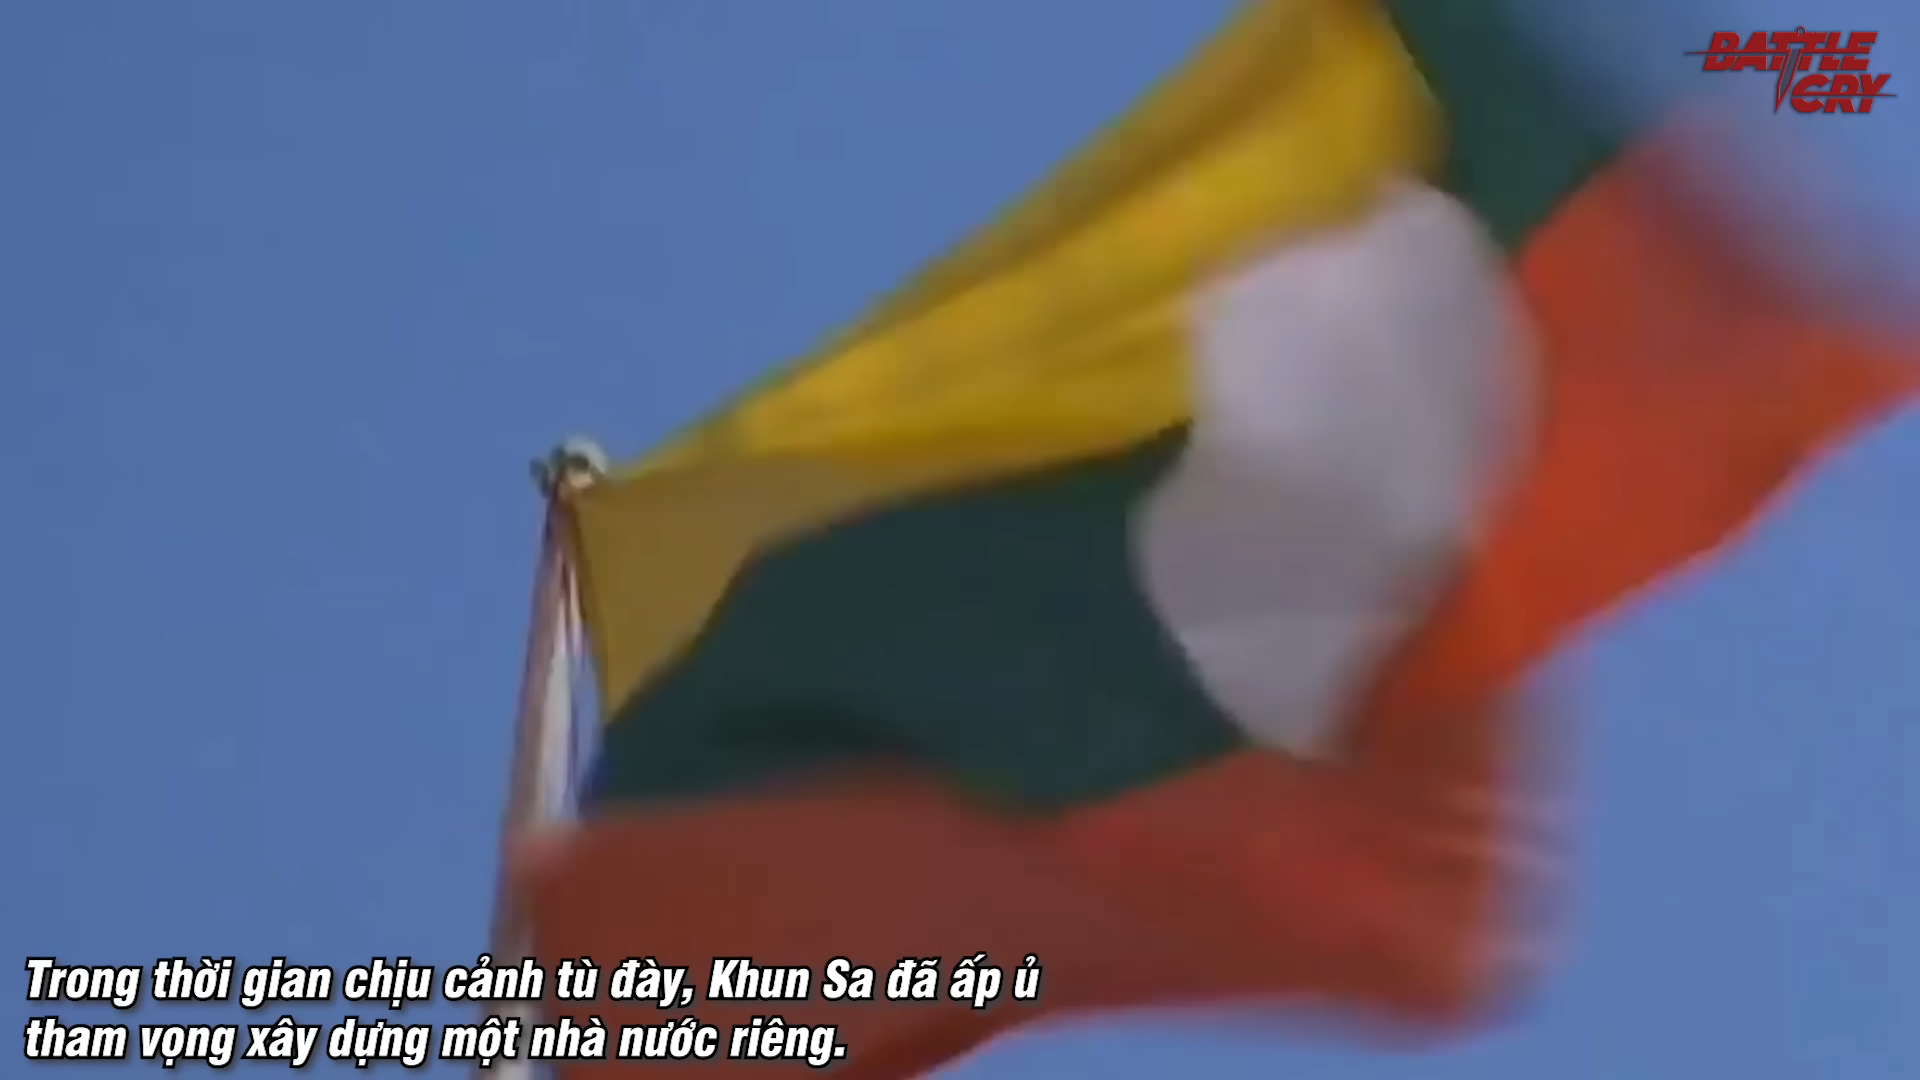 BATTLE
CRY
Trong thời gian chịu cảnh tù đày, Khun Sa đã ấp ủ
tham vọng xây dựng một nhà nước riêng.